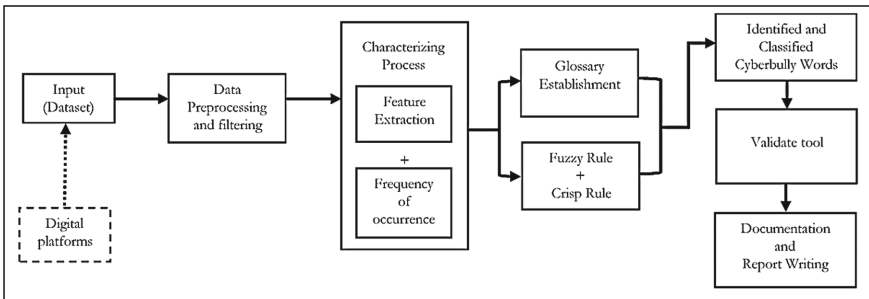 Input
(Dataset)
Digital
platforms
Data
Preprocessing
and filtering
Characterizing
Process
Feature
Extraction
+
Frequency
of
occurrence
Glossary
Establishment
Fuzzy Rule
+
Crisp Rule
Identified and
Classified
Cyberbully Words
Validate tool
Documentation
and
Report Writing